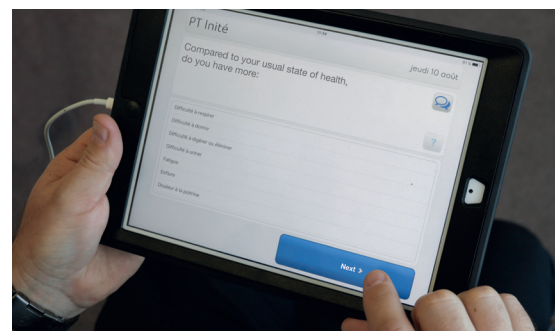 PT Inité
jeudi 10 août
Compared to your usual state of health,
do you have more:
?
Difficulté à respirer
Difficulté à dormir
Difficulté à digérer ou éliminer
Difficulté à uriner
Fatigue
Enflure
Douleur à la poitrine
Next >